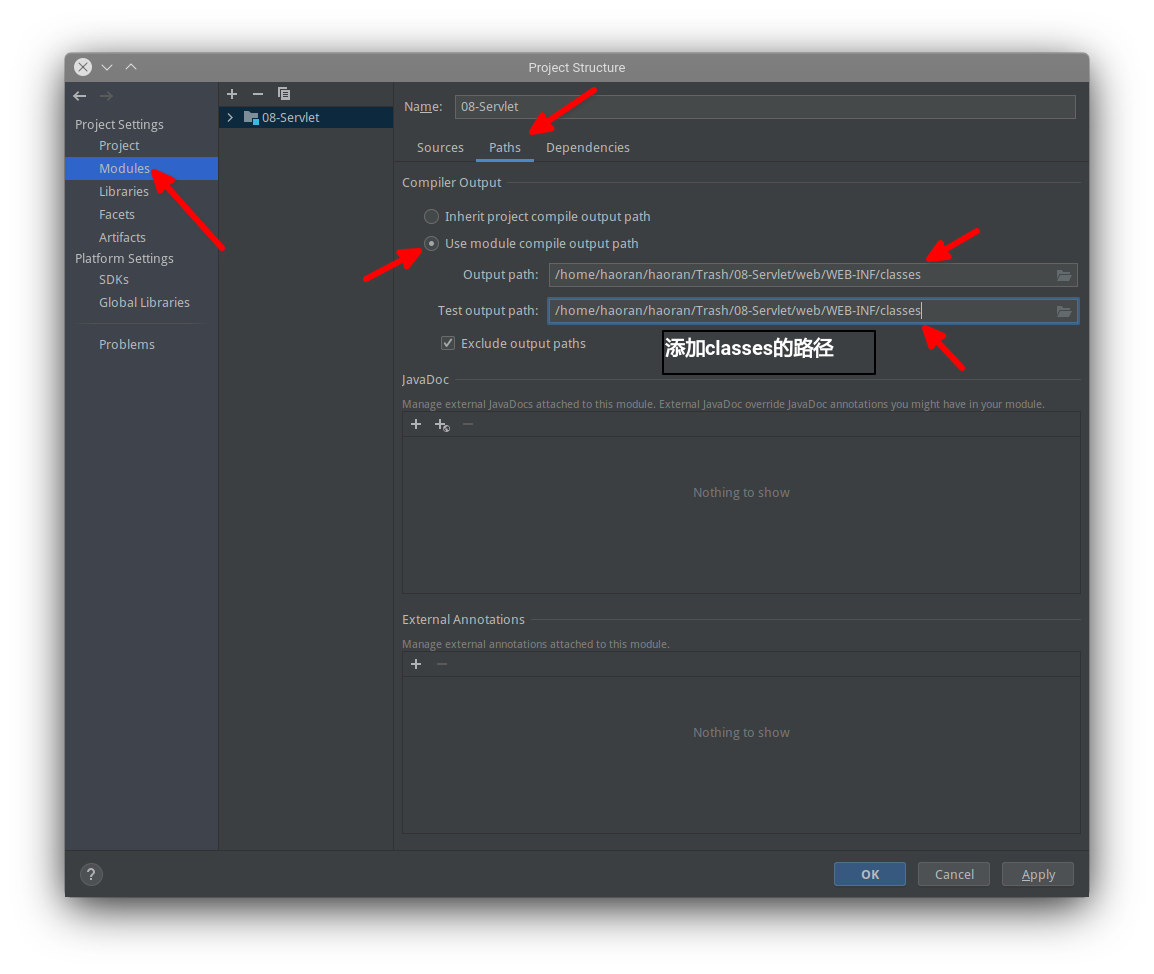 Project Structure
Project Settings
Project
Modules
Libraries
Facets
Artifacts
Platform Settings
SDKs
Global Libraries
Problems
08-Servlet
Name: 08-Servlet
Sources Paths Dependencies
Compiler Output
Inherit project compile output path
Use module compile output path
Output path: /home/haoran/haoran/Trash/08-Servlet/web/WEB-INF/classes
Test output path: /home/haoran/haoran/Trash/08-Servlet/web/WEB-INF/classes
Exclude output paths
添加classes的路径
JavaDoc
Manage external JavaDocs attached to this module. External JavaDoc override JavaDoc annotations you might have in your module.
Nothing to show
External Annotations
Manage external annotations attached to this module.
Nothing to show
?
OK Cancel Apply